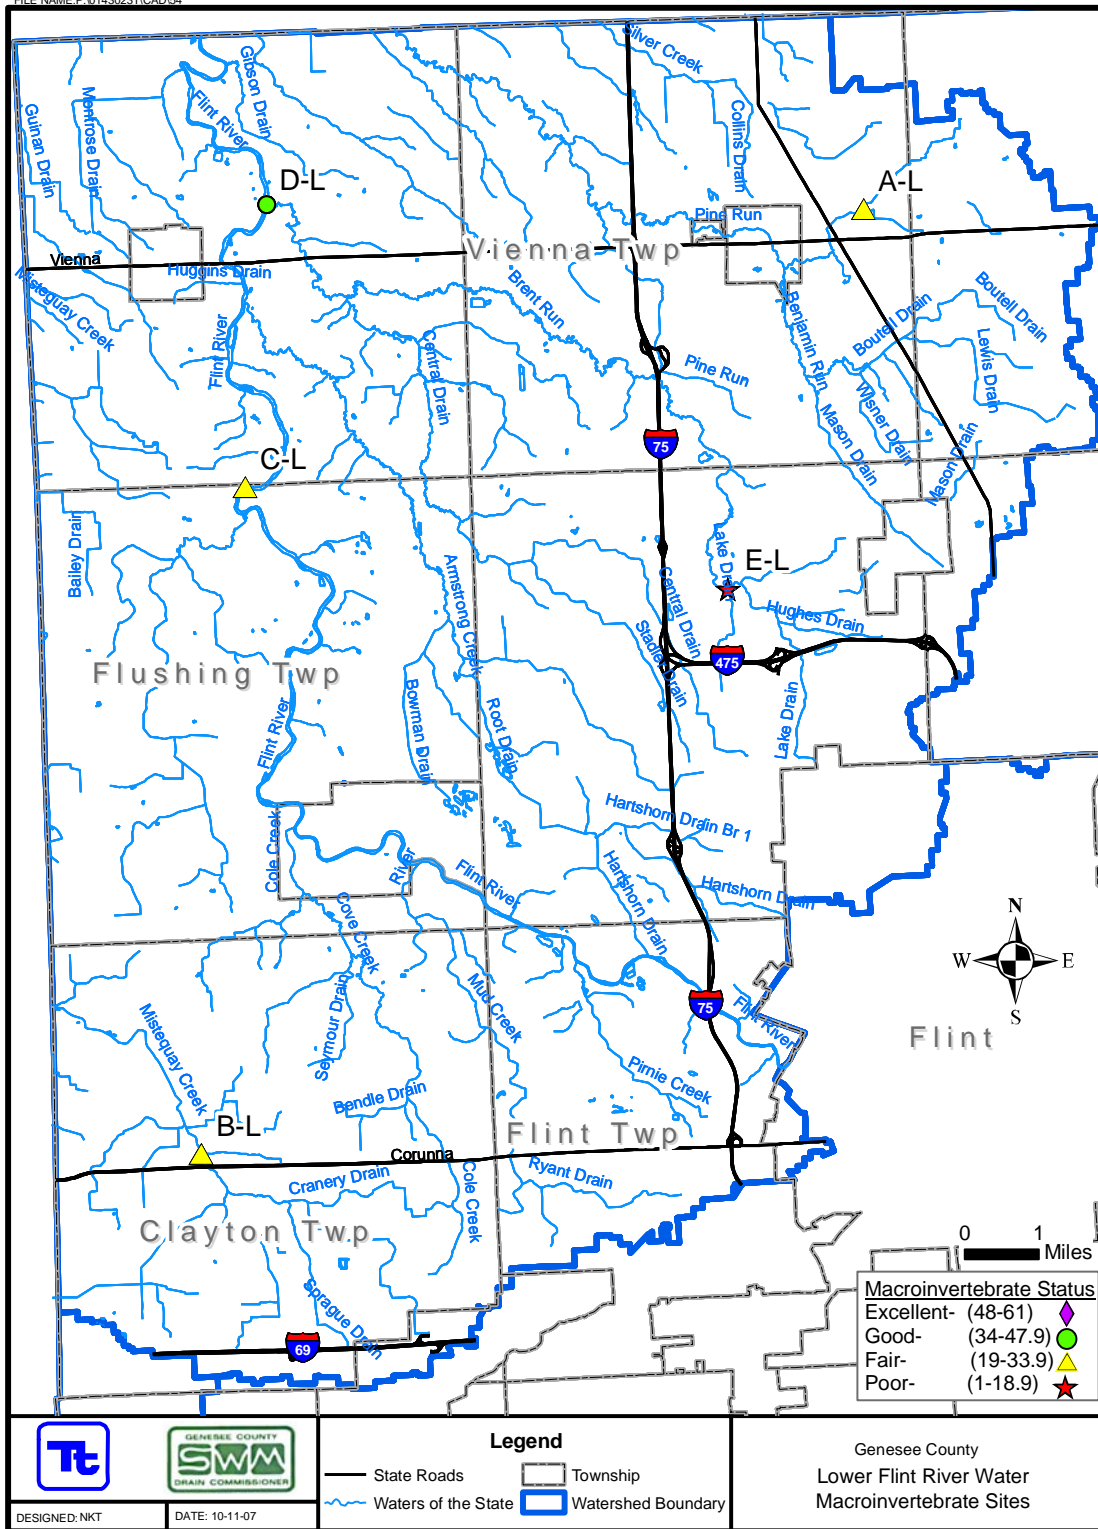 Silver Creek
Gibson Drain
Flint River
Montrose Drain
Guinan Drain
Collins Drain
D-L
A-L
Pine Run
Vienna
Vienna Twp
Huggins Drain
Misteguay Creek
Brent Run
Benjamin Run
Boutell Drain
Boutell Drain
Flint River
Central Drain
Lewis Drain
Pine Run
Wisner Drain
Mason Drain
Mason Drain
75
C-L
Bailey Drain
Lake Drain
E-L
Armstrong Creek
Central Drain
Hughes Drain
Stadler Drain
Flushing Twp
475
Bowman Drain
Root Drain
Flint River
Lake Drain
Hartshorn Drain Br 1
Cole Creek
River
Flint River
Hartshorn Drain
Hartshorn Drain
Cove Creek
N
W
E
S
Mud Creek
Seymour Drain
75
Flint River
Flint
Mistequay Creek
Pirnie Creek
Bendle Drain
B-L
Flint Twp
Corunna
Cranery Drain
Ryant Drain
Cole Creek
Clayton Twp
0 1
Miles
Sprague Drain
69
Macroinvertebrate Status
Excellent- (48-61)
Good- (34-47.9)
Fair- (19-33.9)
Poor- (1-18.9)
Tt
GENESEE COUNTY
SWM
DRAIN COMMISSIONER
DESIGNED: NKT
DATE: 10-11-07
Legend
State Roads
Township
Waters of the State
Watershed Boundary
Genesee County
Lower Flint River Water
Macroinvertebrate Sites